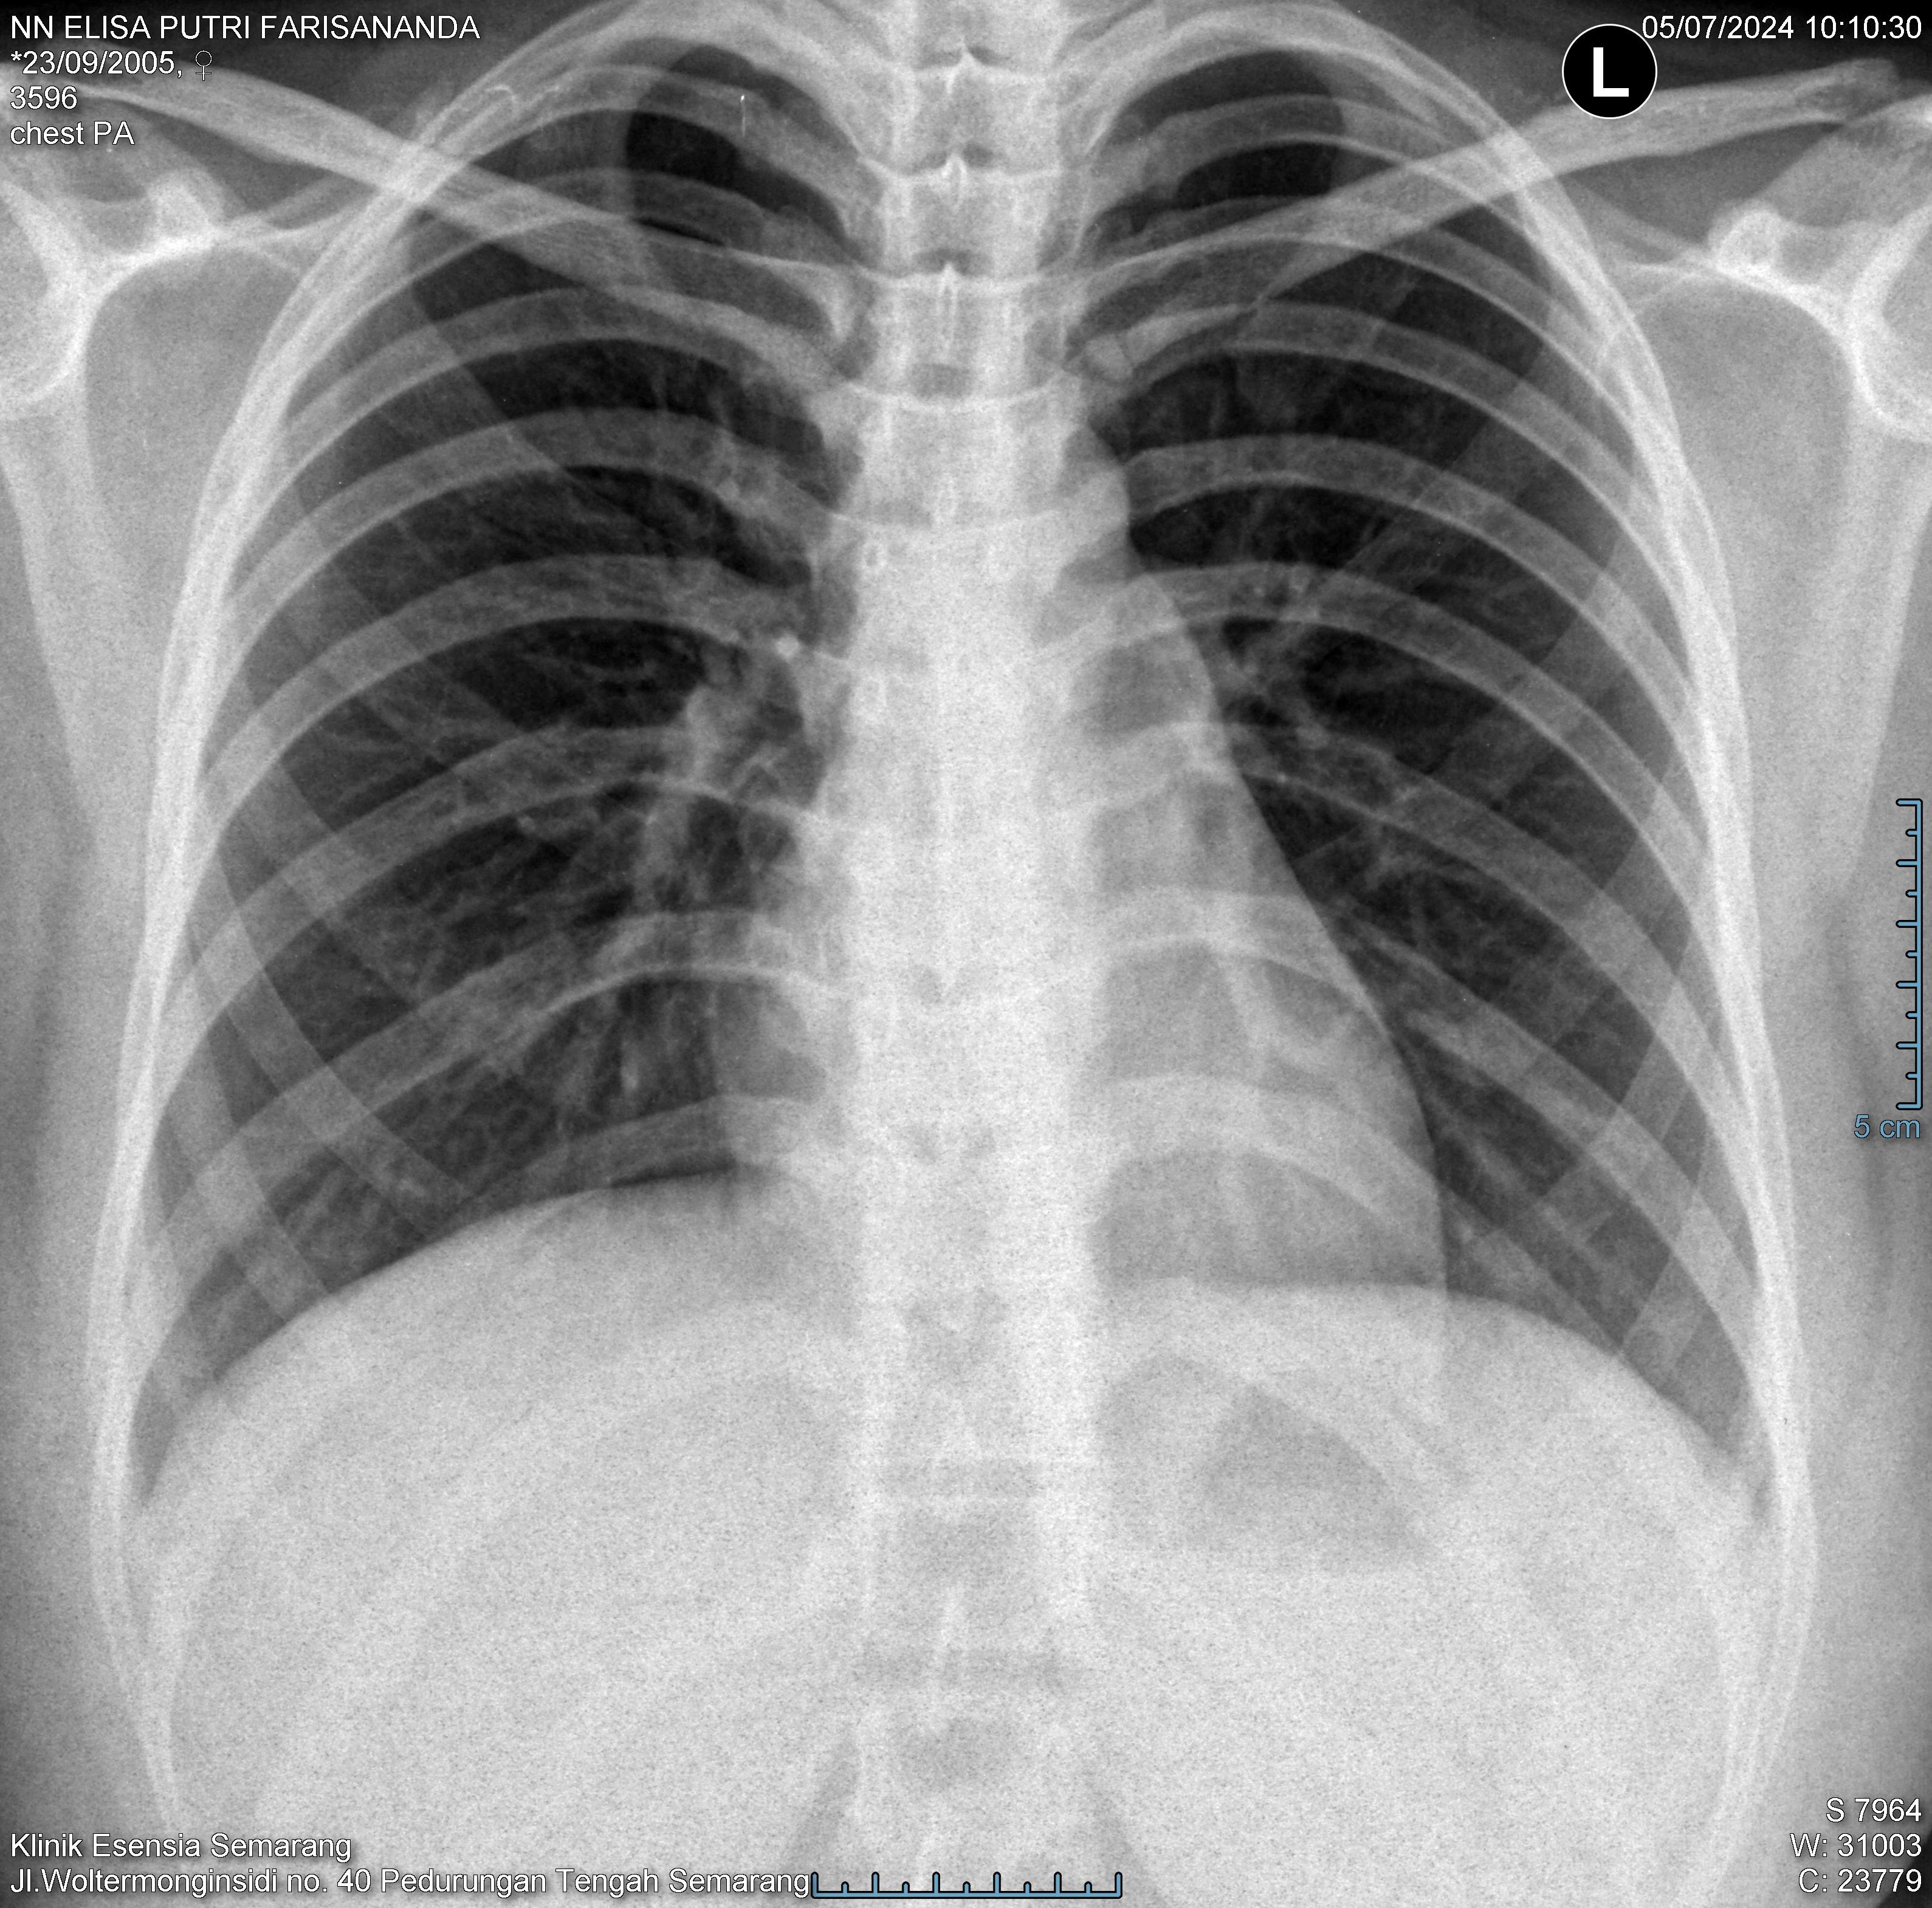 NN ELISA PUTRI FARISANANDA
*23/09/2005, ♀
3596
chest PA
05/07/2024 10:10:30
L
5 cm
Klinik Esensia Semarang
Jl.Woltermonginsidi no. 40 Pedurungan Tengah Semarang
S 7964
W: 31003
C: 23779